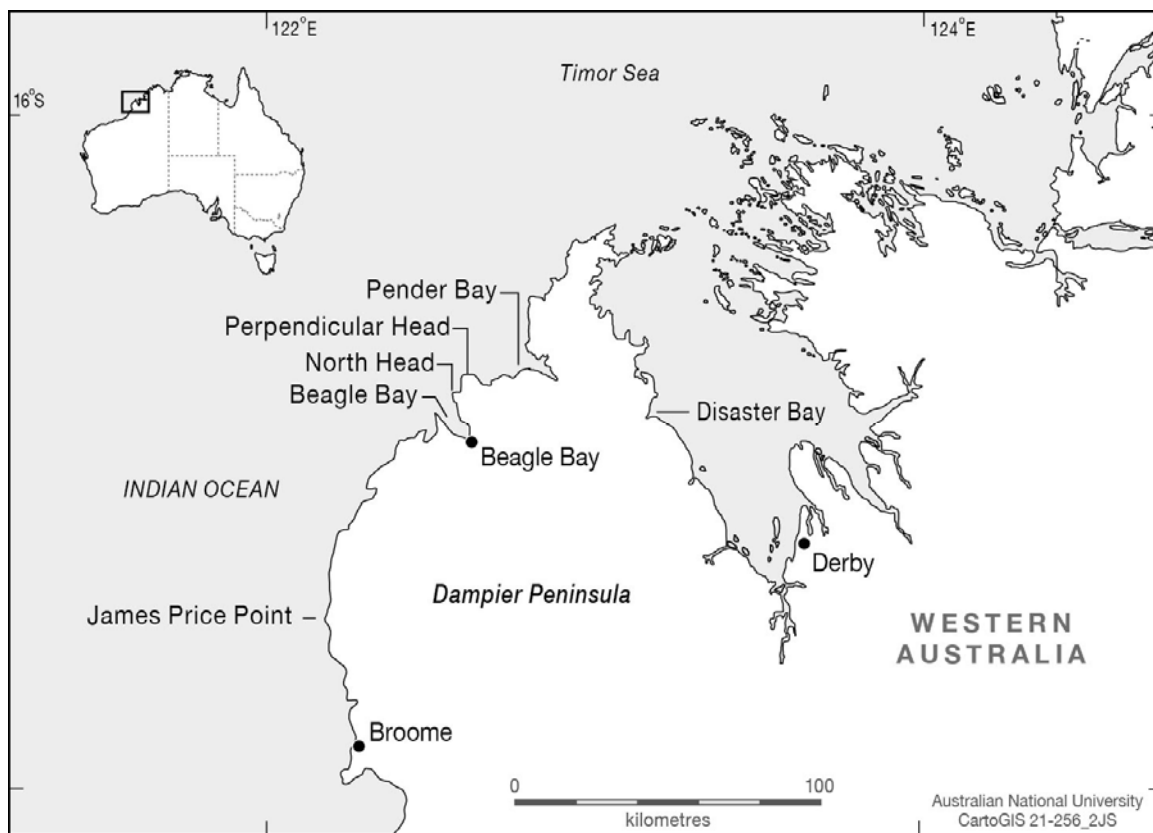 122°E
124°E
16°S
Timor Sea
Pender Bay
Perpendicular Head
North Head
Beagle Bay
Disaster Bay
Beagle Bay
INDIAN OCEAN
Derby
Dampier Peninsula
James Price Point
WESTERN
AUSTRALIA
Broome
0
100
kilometres
Australian National University
CartoGIS 21-256_2JS